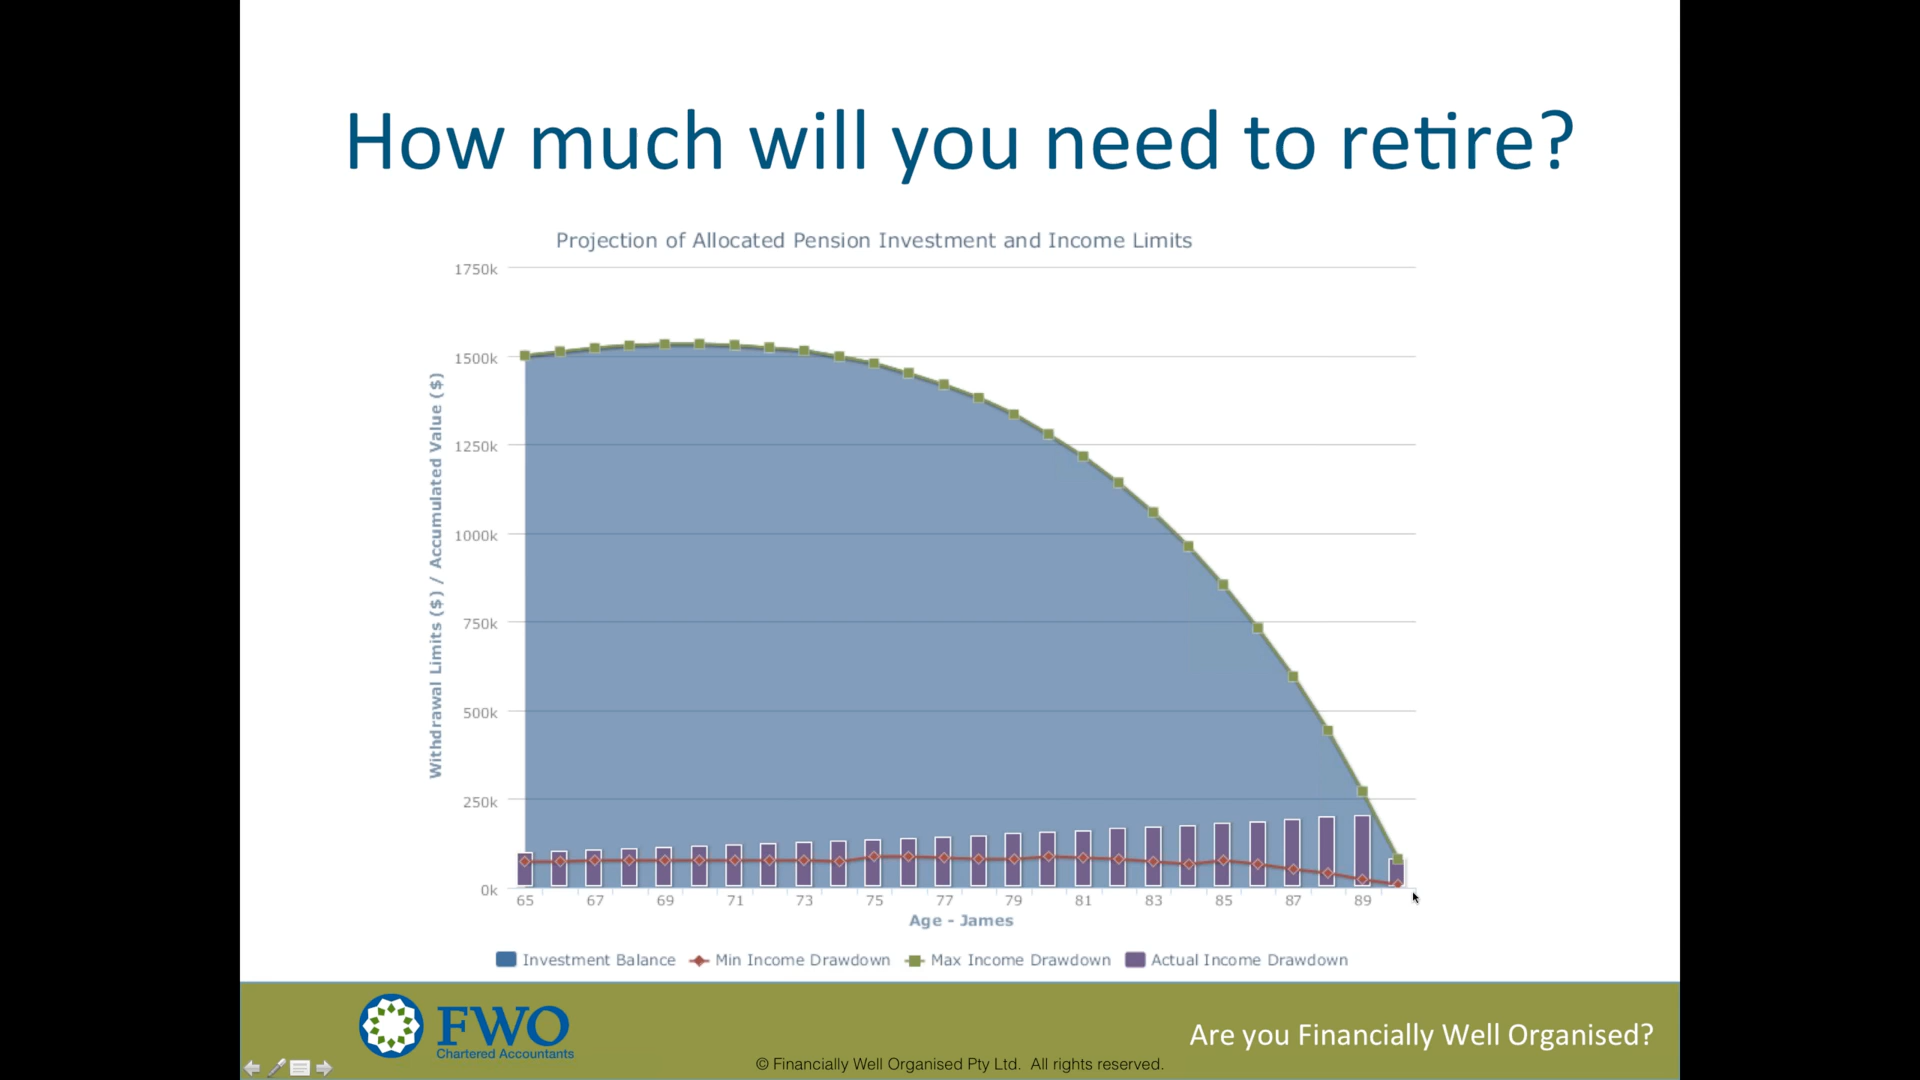 How much will you need to retire?
Projection of Allocated Pension Investment and Income Limits
Withdrawal Limits ($) / Accumulated Value ($)
1750k
1500k
1250k
1000k
750k
500k
250k
0k
65 67 69 71 73 75 77 79 81 83 85 87 89
Age - James
Investment Balance Min Income Drawdown Max Income Drawdown Actual Income Drawdown
FWO
Chartered Accountants
Are you Financially Well Organised?
© Financially Well Organised Pty Ltd. All rights reserved.